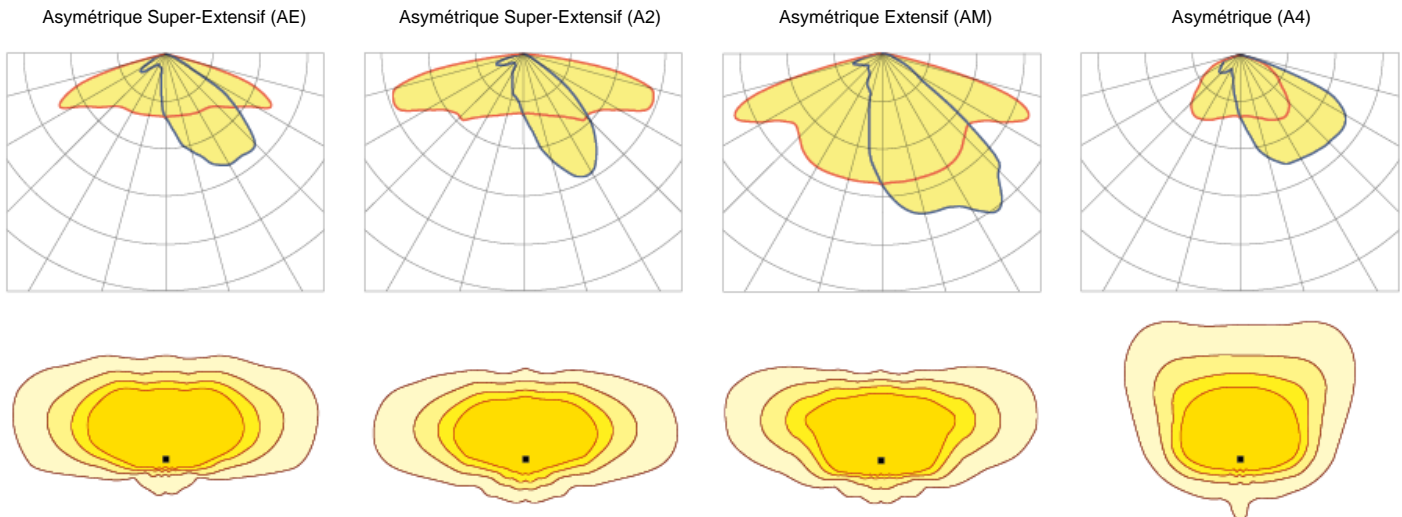 Asymétrique Super-Extensif (AE)
Asymétrique Super-Extensif (A2)
Asymétrique Extensif (AM)
Asymétrique (A4)